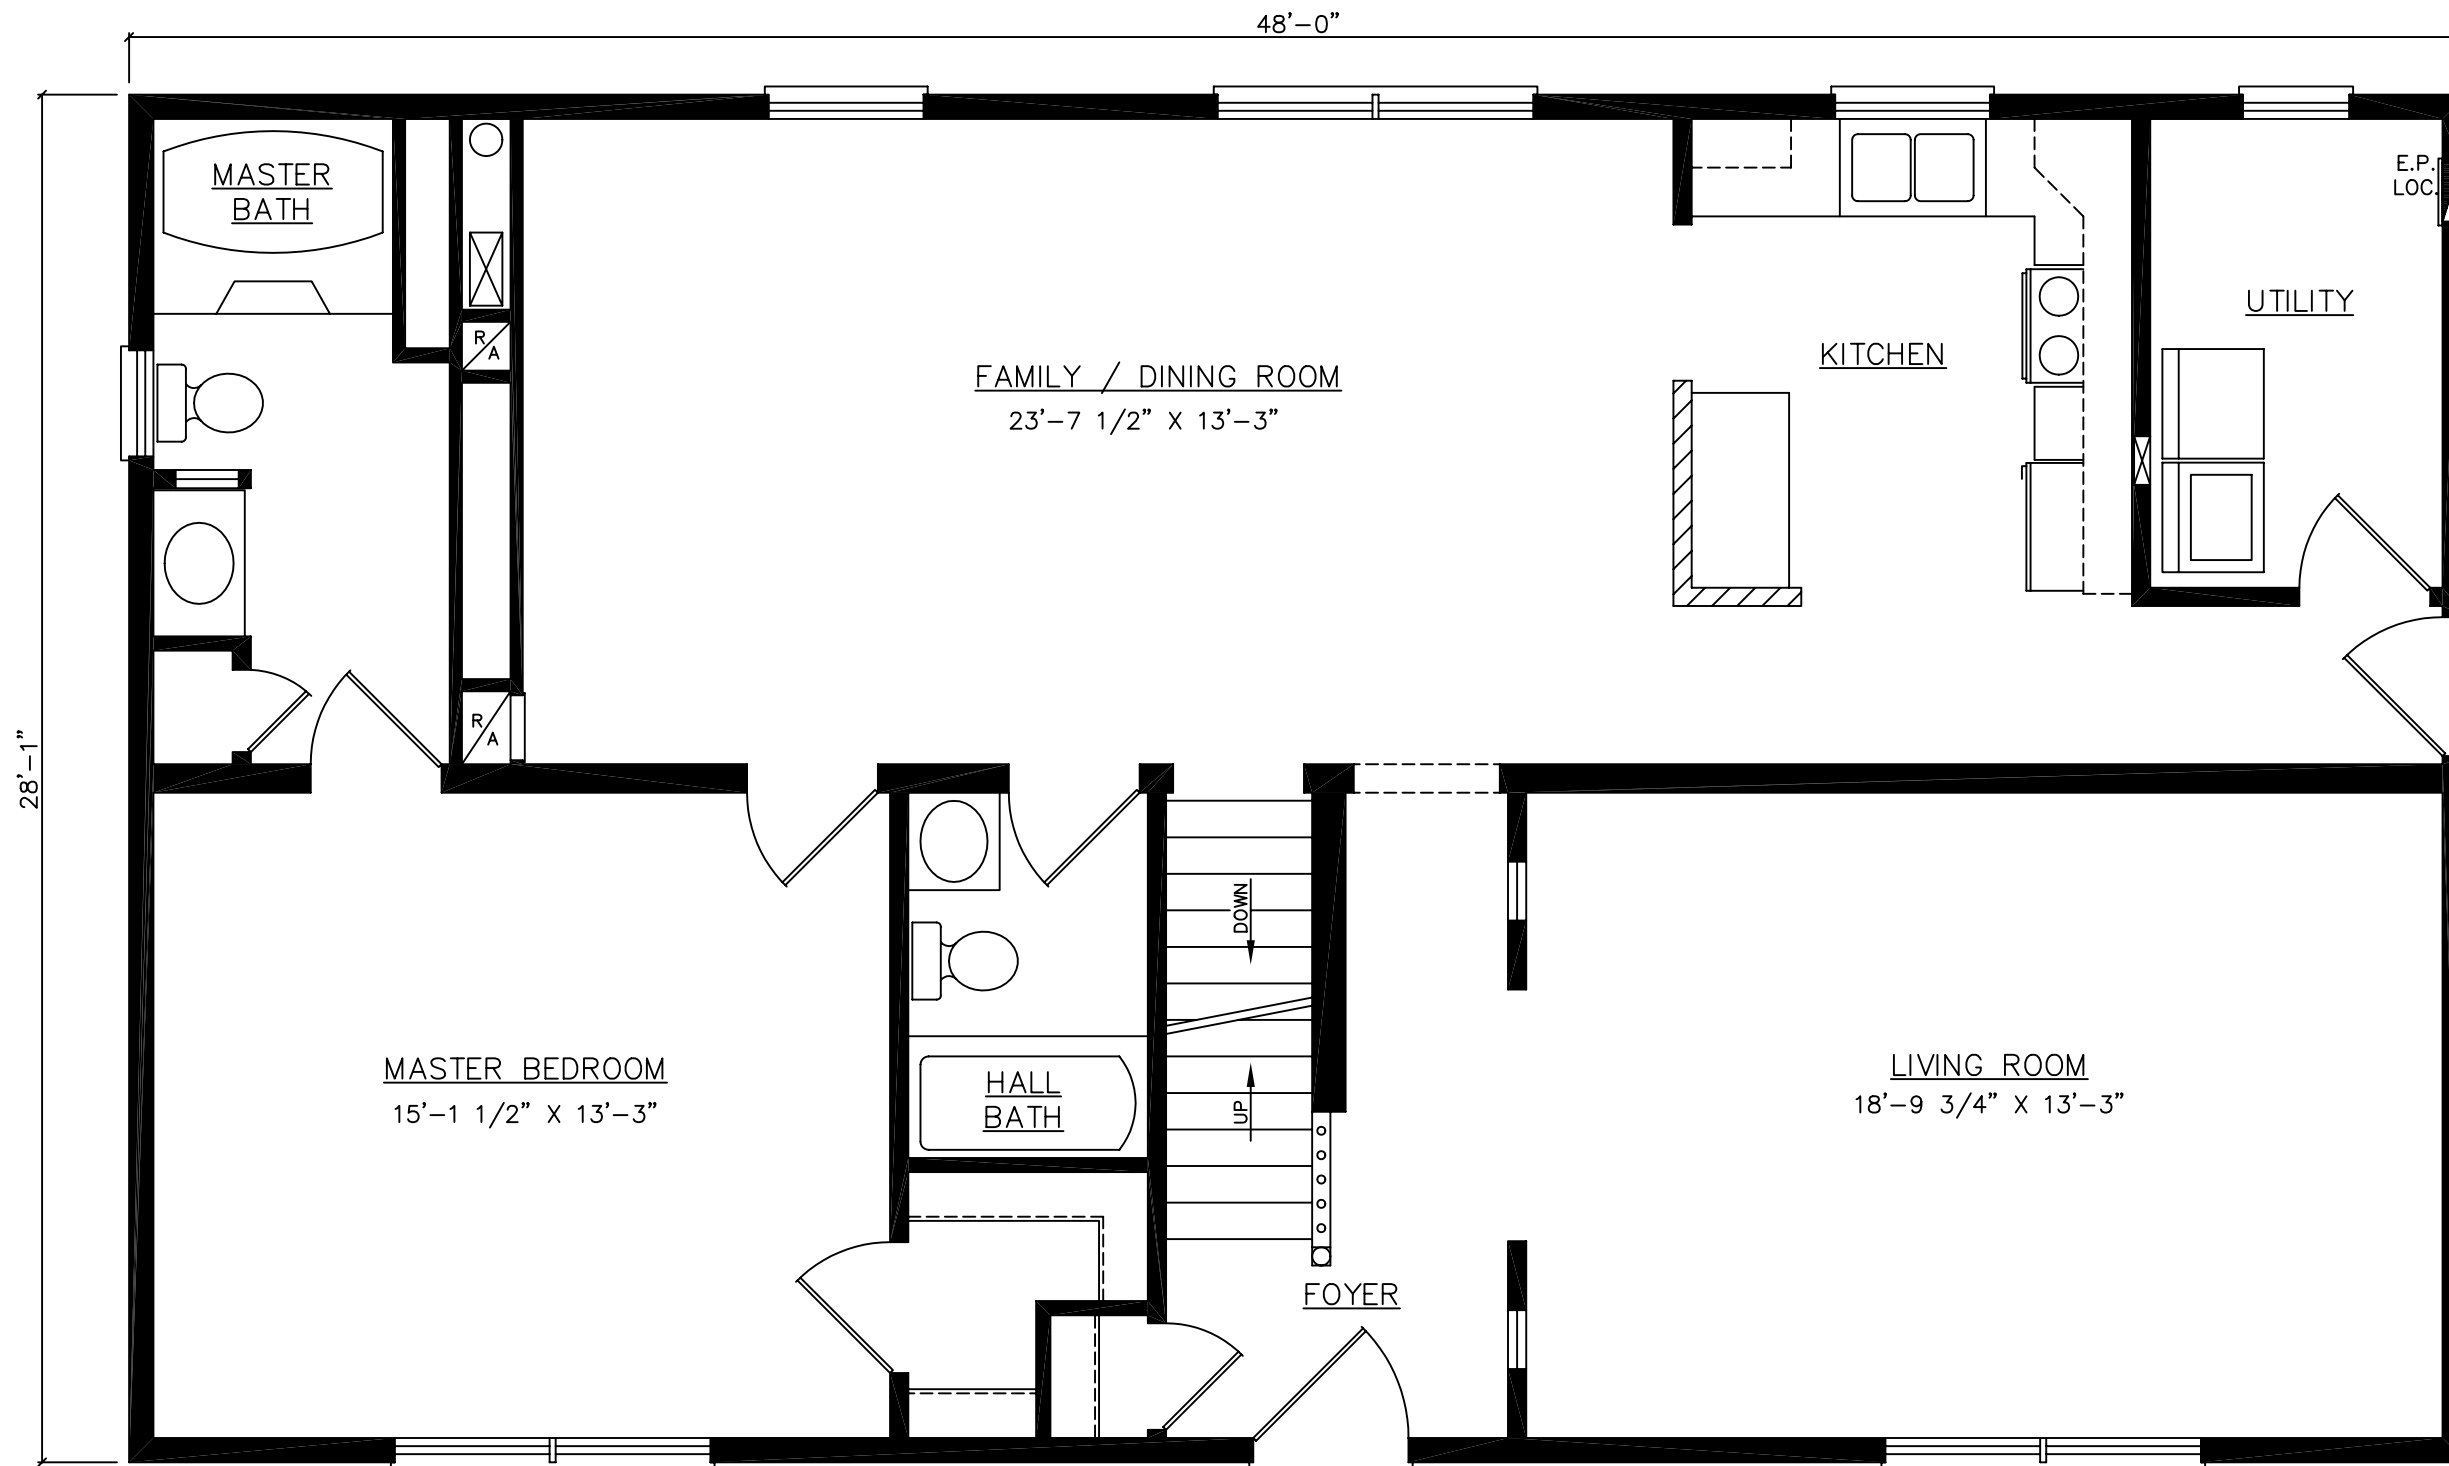 48'-0"
MASTER
BATH
E.P.
LOC.
UTILITY
R
A
KITCHEN
FAMILY / DINING ROOM
23'-7 1/2" X 13'-3"
R
A
28'-1"
DOWN
MASTER BEDROOM
15'-1 1/2" X 13'-3"
HALL
BATH
UP
LIVING ROOM
18'-9 3/4" X 13'-3"
FOYER